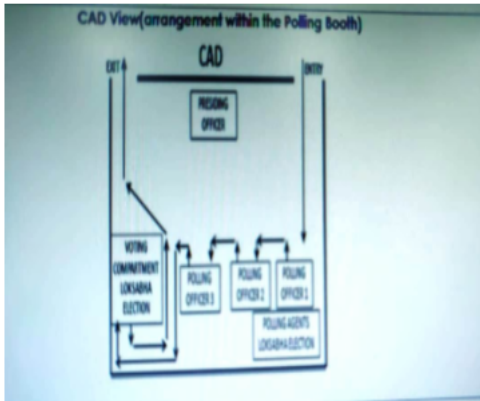 CAD View(arrangement within the Polling Booth)
CAD
EXIT
ENTRY
PRESIDING
OFFICER
VOTING
COMPARTMENT
LOKSABHA
ELECTION
POLLING
OFFICER 3
POLLING
OFFICER 2
POLLING
OFFICER 1
POLLING AGENTS
LOKSABHA ELECTION